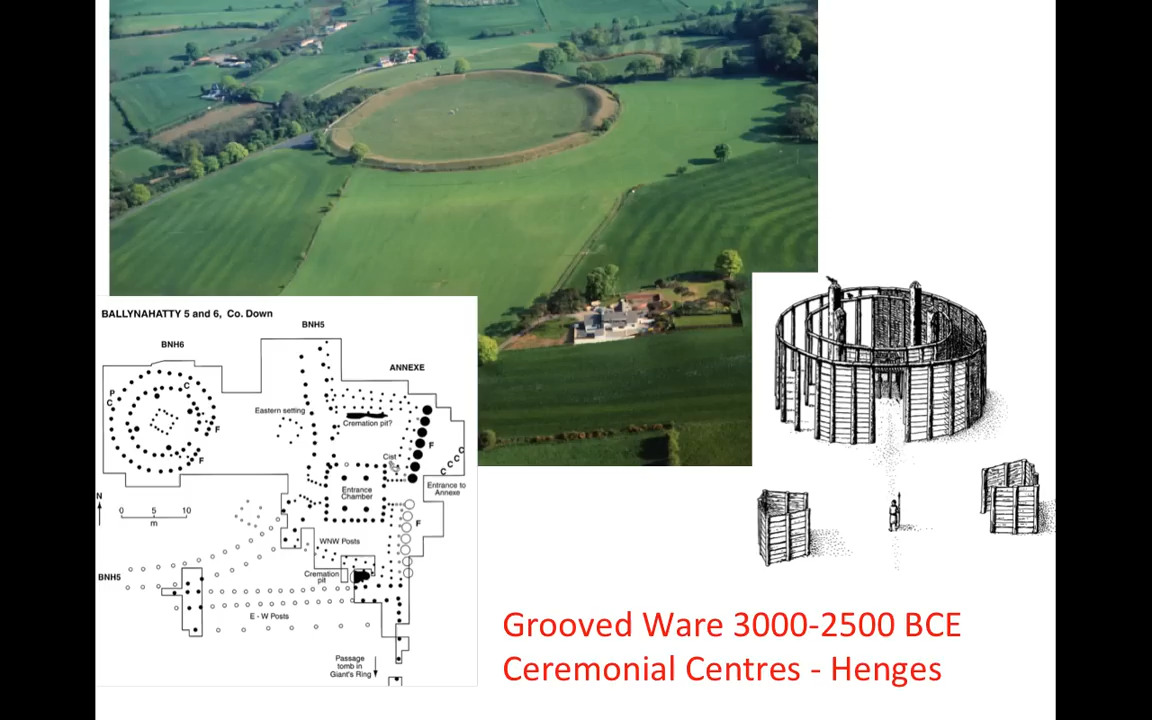 BALLYNAHATTY 5 and 6, Co. Down
BNH5
BNH6
ANNEXE
C
P
C
Eastern setting
Cremation pit?
F
F
F
Cist
C
C
C
C
Entrance to
Annexe
Entrance
Chamber
N
0 5 10
m
F
WNW Posts
Cremation
pit
BNH5
E - W Posts
Passage
tomb in
Giant's Ring
Grooved Ware 3000-2500 BCE
Ceremonial Centres - Henges